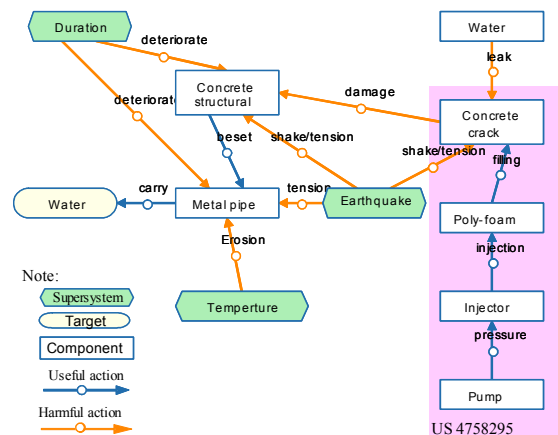 Duration
Water
deteriorate
leak
Concrete
structural
damage
deteriorate
Concrete
crack
beset
shake/tension
shake/tension
filling
Water
carry
Metal pipe
tension
Earthquake
Poly-foam
Erosion
injection
Note:
Supersystem
Temperture
Injector
Target
Component
pressure
Useful action
Pump
Harmful action
US 4758295